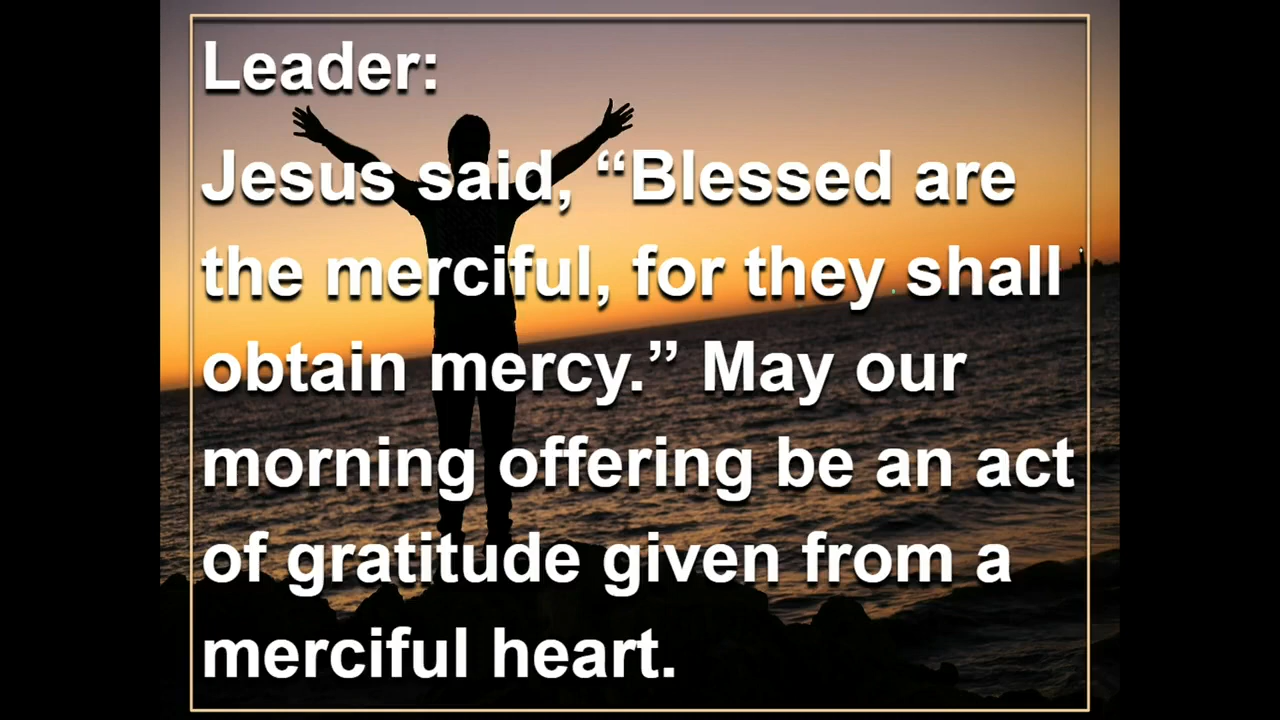 Leader:
Jesus said, “Blessed are
the merciful, for they shall
obtain mercy.” May our
morning offering be an act
of gratitude given from a
merciful heart.